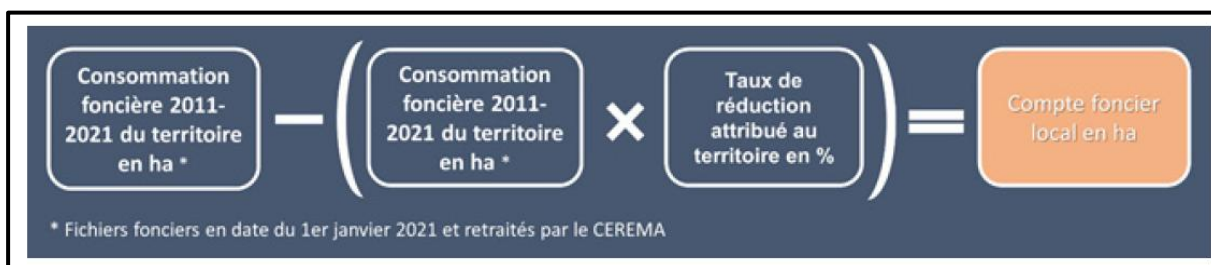 Consommation
foncière 2011-
2021 du territoire
en ha *
−
(
Consommation
foncière 2011-
2021 du territoire
en ha *
×
Taux de
réduction
attribué au
territoire en %
)
=
Compte foncier
local en ha
* Fichiers fonciers en date du 1er janvier 2021 et retraités par le CEREMA